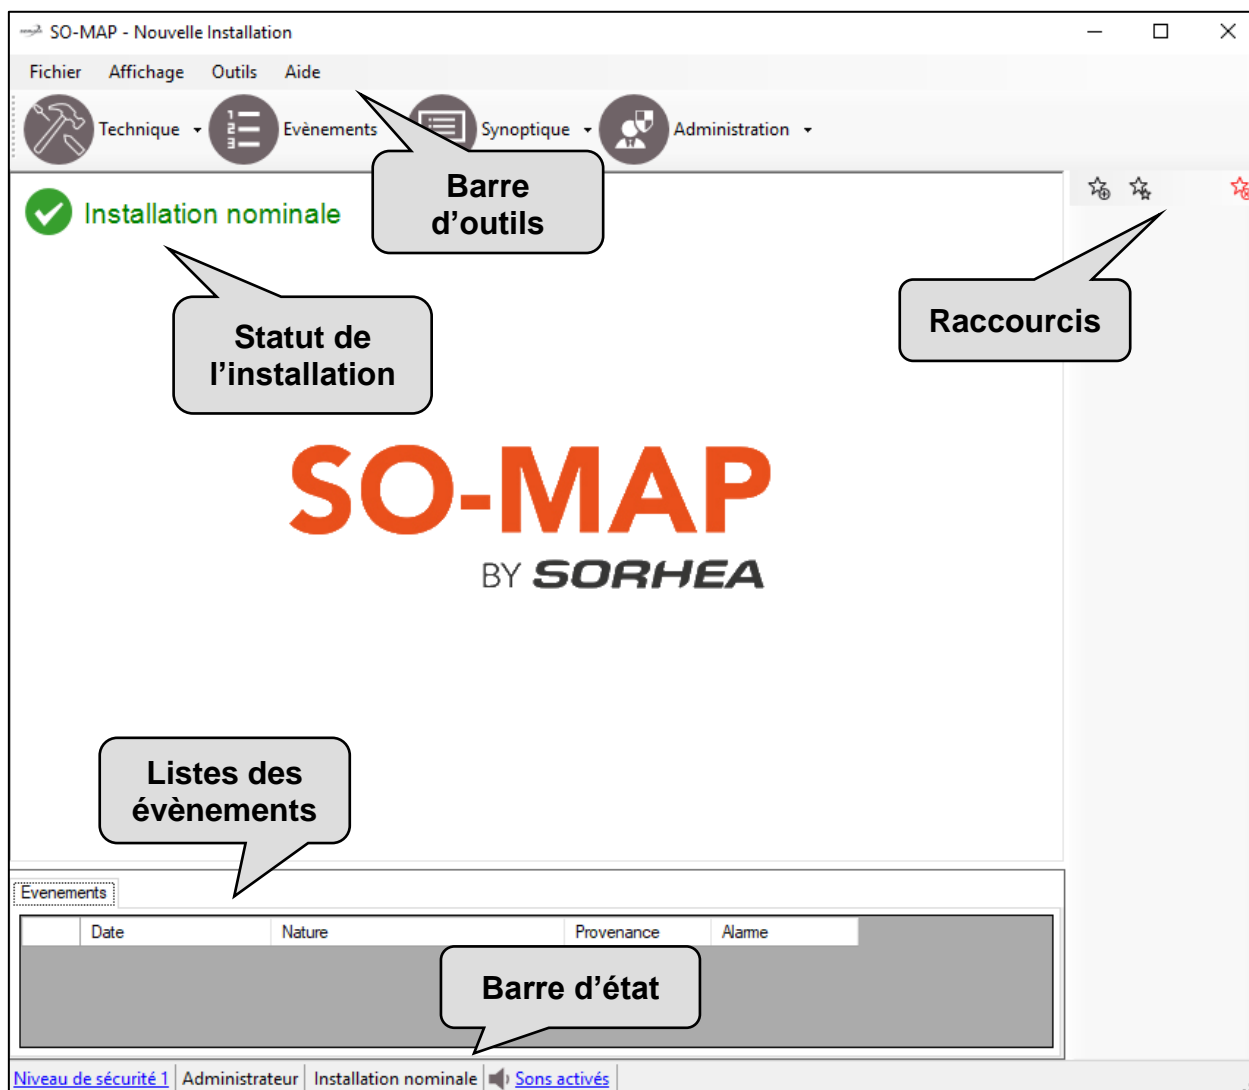 SO-MAP - Nouvelle Installation
Fichier Affichage Outils Aide
Technique Evènements Synoptique Administration
Barre
d’outils
Installation nominale
Raccourcis
Statut de
l’installation
SO-MAP
BY SORHEA
Listes des
évènements
Evenements
Date Nature Provenance Alarme
Barre d’état
Niveau de sécurité 1 Administrateur Installation nominale Sons activés